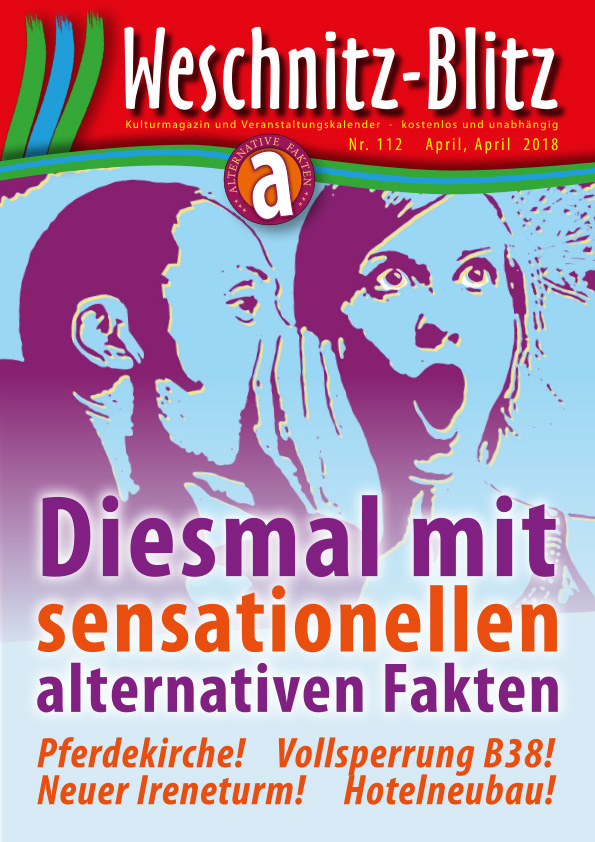 Weschnitz-Blitz
Kulturmagazin und Veranstaltungskalender - kostenlos und unabhängig
Nr. 112 April, April 2018
ALTERNATIVE FAKTEN
a
Diesmal mit
sensationellen
alternativen Fakten
Pferdekirche! Vollsperrung B38!
Neuer Ireneturm! Hotelneubau!